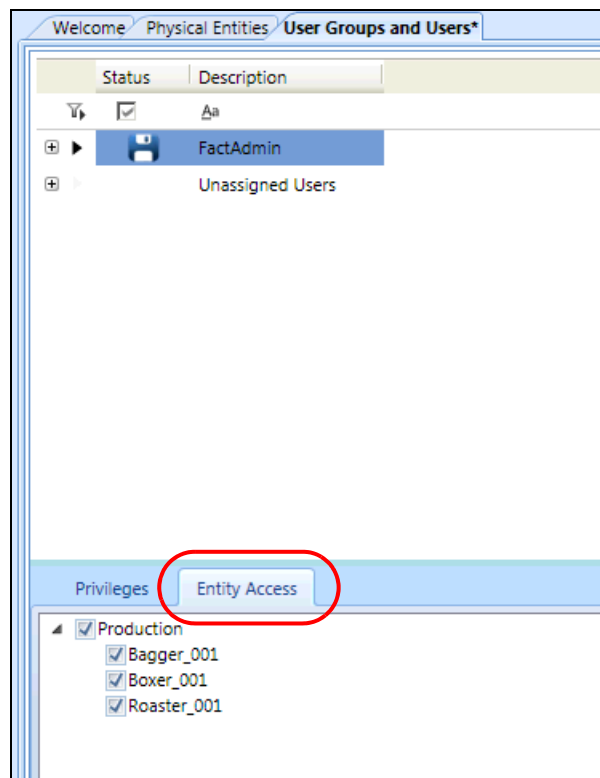 Welcome Physical Entities User Groups and Users*
Status Description
Aa
FactAdmin
Unassigned Users
Privileges Entity Access
Production
Bagger_001
Boxer_001
Roaster_001